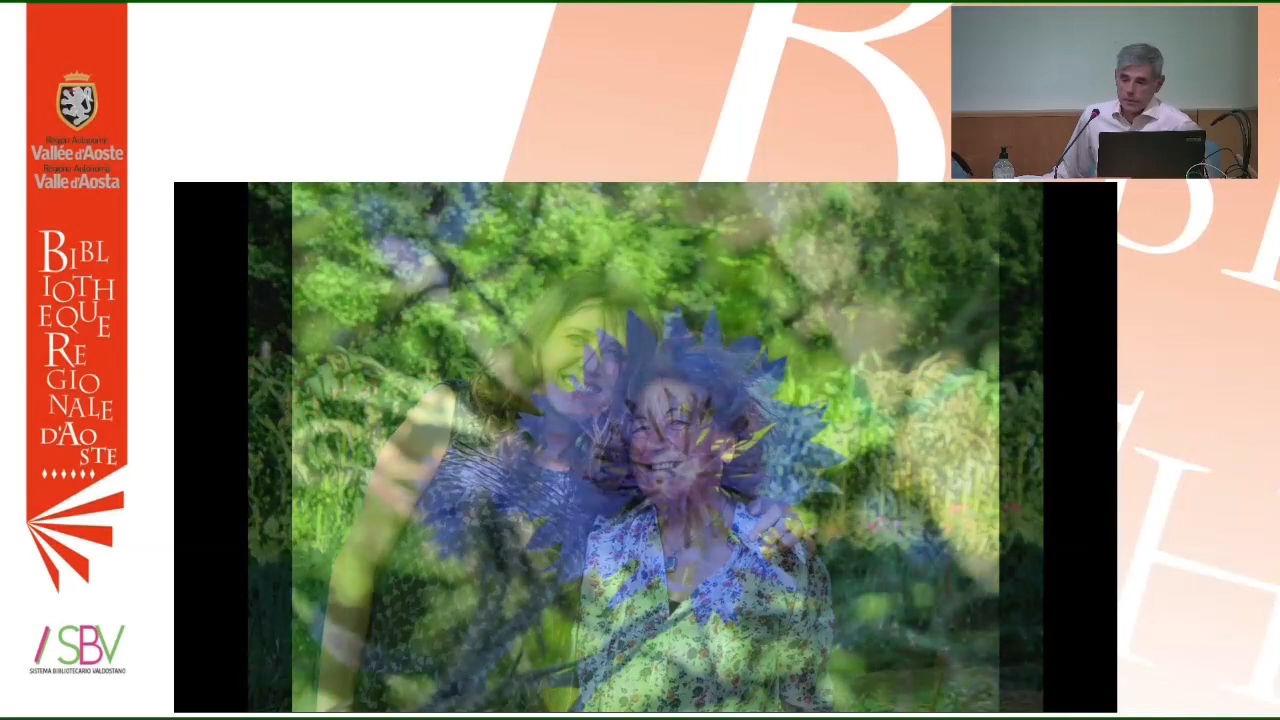 Région Autonome
Vallée d'Aoste
Regione Autonoma
Valle d'Aosta
BIBL
IOTH
EQUE
RE
GIO
NALE
D'AO
STE
SBV
SISTEMA BIBLIOTECARIO VALDOSTANO
B
H